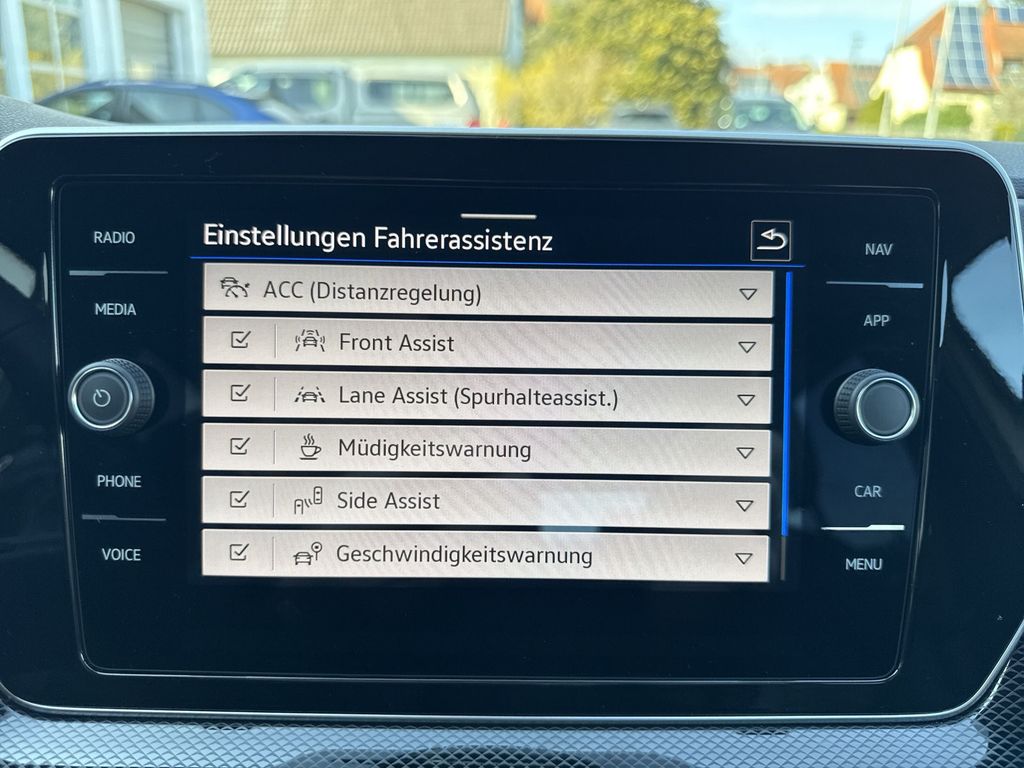 Einstellungen Fahrerassistenz
RADIO
MEDIA
PHONE
VOICE
ACC (Distanzregelung)
Front Assist
Lane Assist (Spurhalteassist.)
Müdigkeitswarnung
Side Assist
Geschwindigkeitswarnung
NAV
APP
CAR
MENU